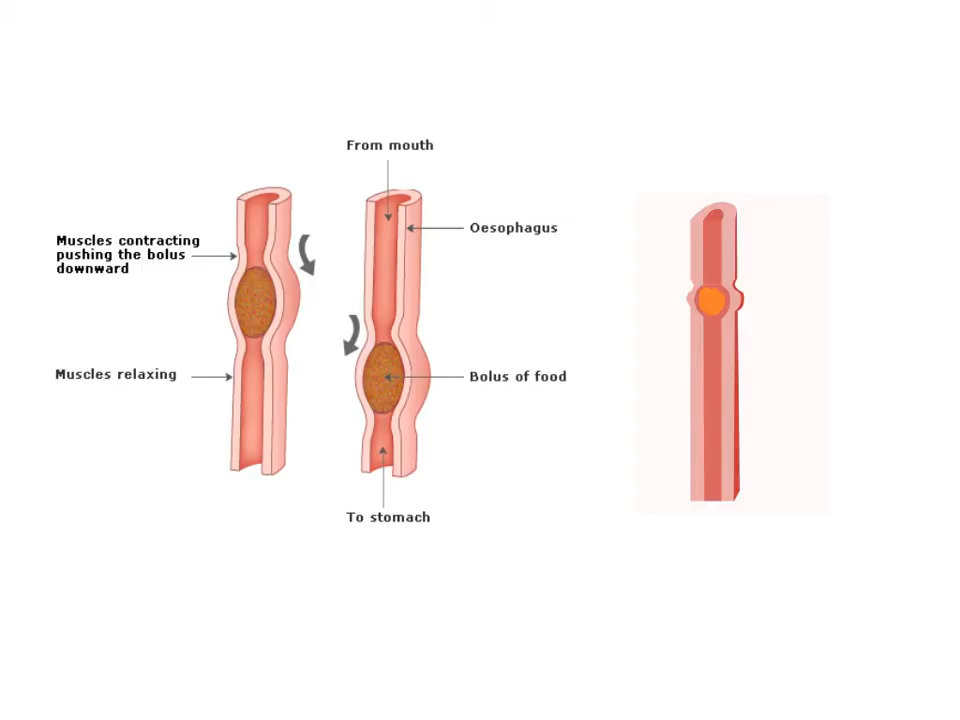 From mouth
Oesophagus
Muscles contracting
pushing the bolus
downward
Muscles relaxing
Bolus of food
To stomach